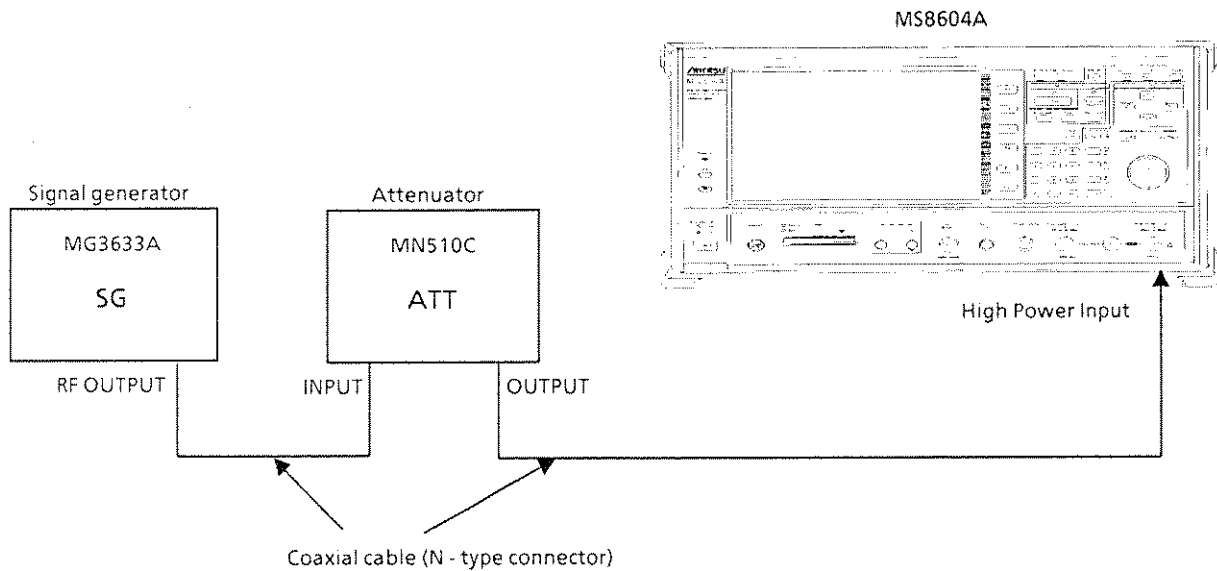 MS8604A
Anritsu
Signal generator
MG3633A
SG
RF OUTPUT
Attenuator
MN510C
ATT
INPUT
OUTPUT
High Power Input
Coaxial cable (N - type connector)